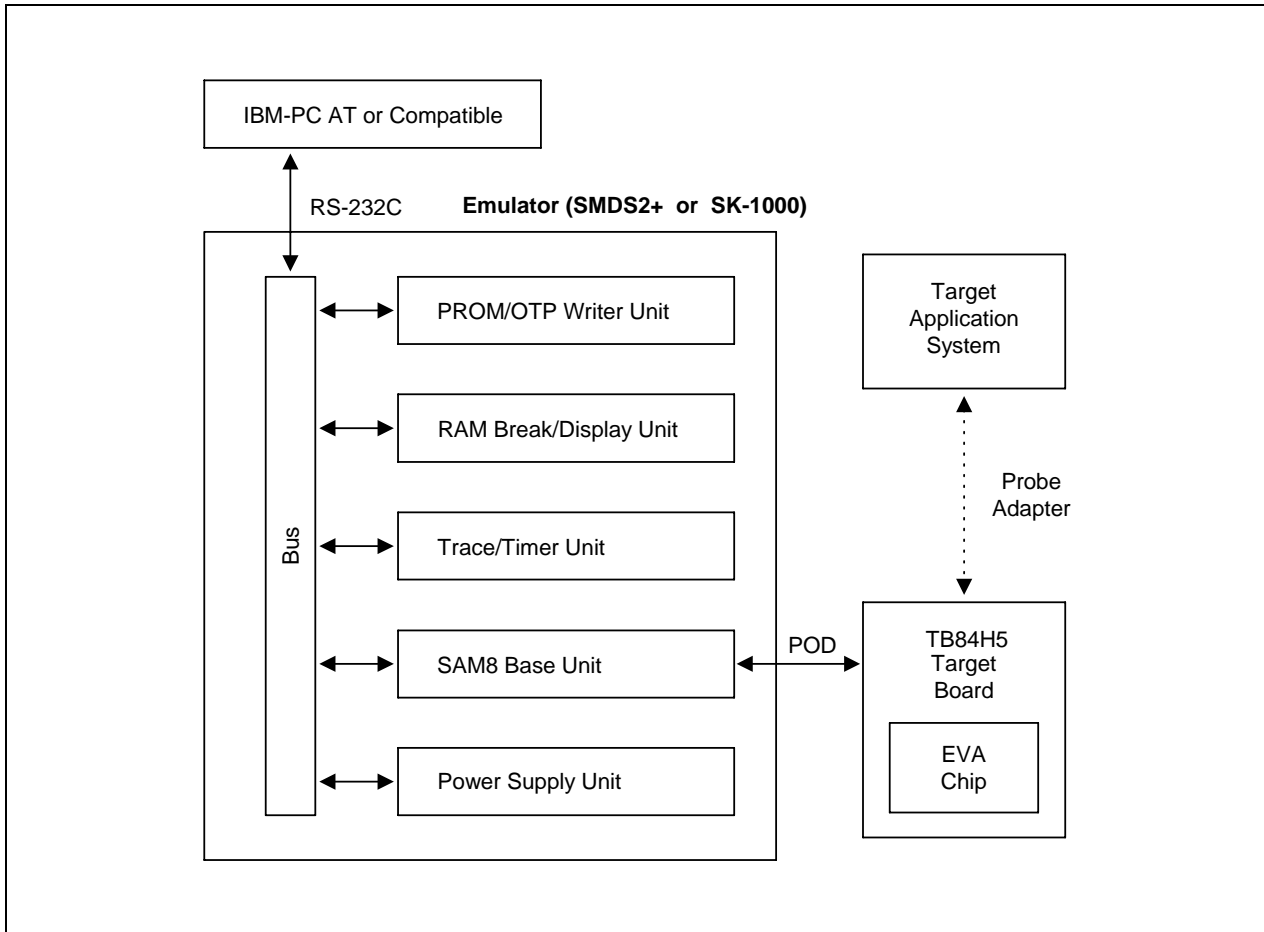 IBM-PC AT or Compatible
RS-232C
Emulator (SMDS2+ or SK-1000)
Bus
PROM/OTP Writer Unit
RAM Break/Display Unit
Trace/Timer Unit
SAM8 Base Unit
Power Supply Unit
POD
Target
Application
System
Probe
Adapter
TB84H5
Target
Board
EVA
Chip